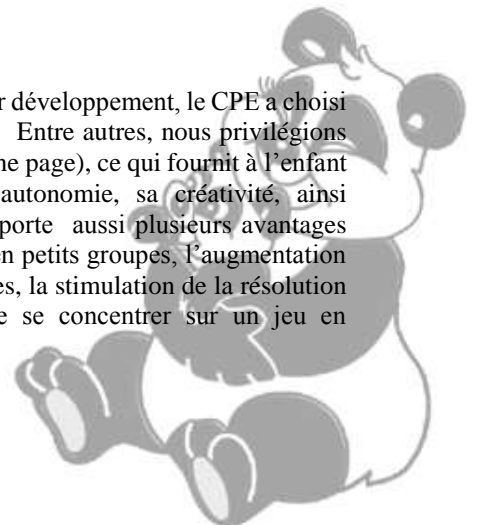 r développement, le CPE a choisi
Entre autres, nous privilégions
ne page), ce qui fournit à l’enfant
autonomie, sa créativité, ainsi
porte aussi plusieurs avantages
en petits groupes, l’augmentation
es, la stimulation de la résolution
e se concentrer sur un jeu en